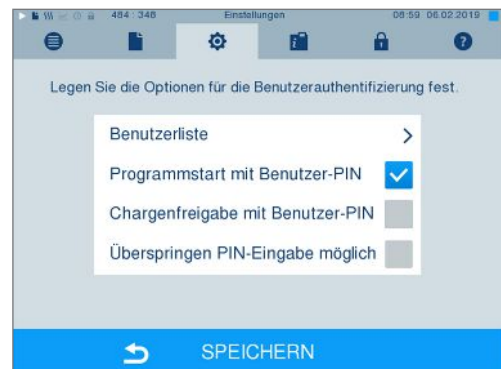 484 : 348 Einstellungen 08:59 06.02.2019
Legen Sie die Optionen für die Benutzerauthentifizierung fest.
Benutzerliste
Programmstart mit Benutzer-PIN
Chargenfreigabe mit Benutzer-PIN
Überspringen PIN-Eingabe möglich
SPEICHERN